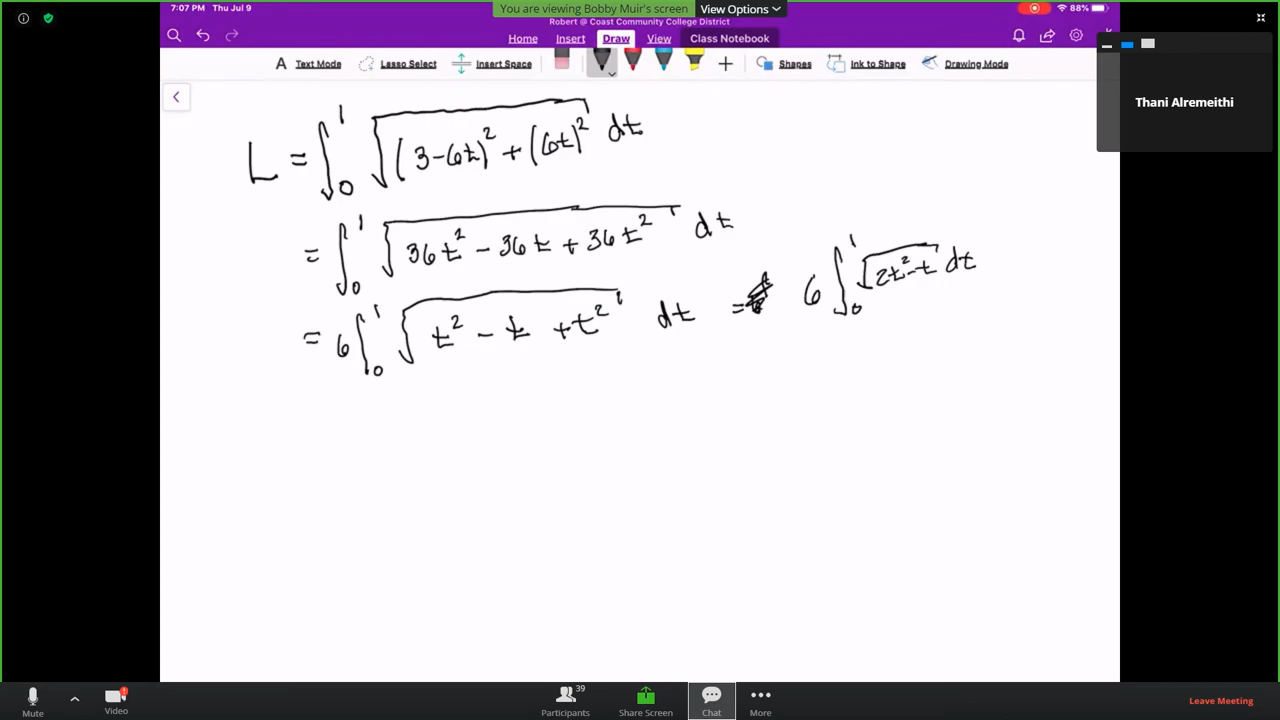 You are viewing Bobby Muir's screen View Options
7:07 PM Thu Jul 9 88%
Robert @ Coast Community College District
Home Insert Draw View Class Notebook
Text Mode Lasso Select Insert Space Shapes Ink to Shape Drawing Mode
Thani Alremeithi
L = ∫₀¹ √((3-6t)² + (6t)²) dt
= ∫₀¹ √(36t² - 36t + 36t²) dt
= 6 ∫₀¹ √(t² - t + t²) dt = 6 ∫₀¹ √(2t²-t) dt
Mute Video Participants 39 Share Screen Chat More Leave Meeting